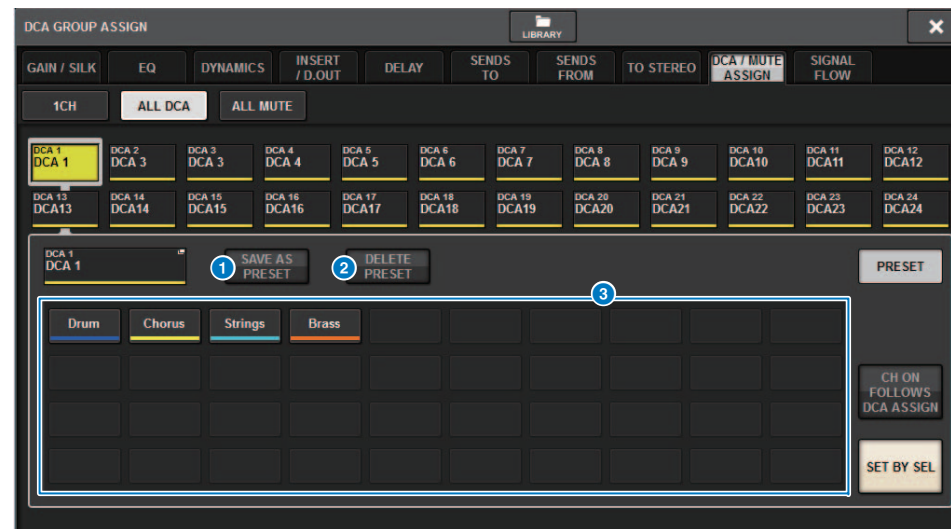 DCA GROUP ASSIGN
LIBRARY
GAIN / SILK
EQ
DYNAMICS
INSERT
/ D.OUT
DELAY
SENDS
TO
SENDS
FROM
TO STEREO
DCA / MUTE
ASSIGN
SIGNAL
FLOW
1CH
ALL DCA
ALL MUTE
DCA 1
DCA 1
DCA 2
DCA 3
DCA 3
DCA 3
DCA 4
DCA 4
DCA 5
DCA 5
DCA 6
DCA 6
DCA 7
DCA 7
DCA 8
DCA 8
DCA 9
DCA 9
DCA 10
DCA10
DCA 11
DCA11
DCA 12
DCA12
DCA 13
DCA13
DCA 14
DCA14
DCA 15
DCA15
DCA 16
DCA16
DCA 17
DCA17
DCA 18
DCA18
DCA 19
DCA19
DCA 20
DCA20
DCA 21
DCA21
DCA 22
DCA22
DCA 23
DCA23
DCA 24
DCA24
DCA 1
DCA 1
1
SAVE AS
PRESET
2
DELETE
PRESET
PRESET
3
Drum
Chorus
Strings
Brass
CH ON
FOLLOWS
DCA ASSIGN
SET BY SEL